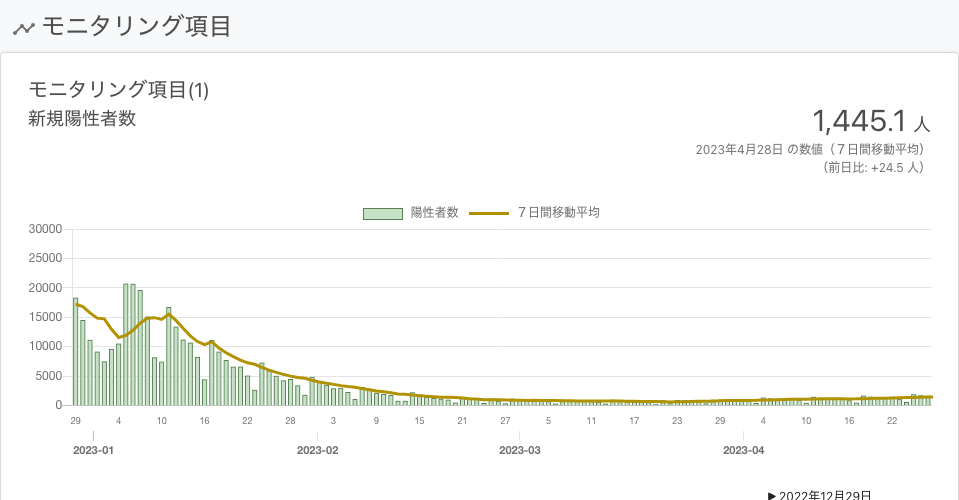 モニタリング項目
モニタリング項目(1)
新規陽性者数
1,445.1 人
2023年4月28日 の数値（７日間移動平均）
（前日比: +24.5 人）
陽性者数 ７日間移動平均
30000
25000
20000
15000
10000
5000
0
29 4 10 16 22 28 3 9 15 21 27 5 11 17 23 29 4 10 16 22
2023-01 2023-02 2023-03 2023-04
▶ 2022年12月29日